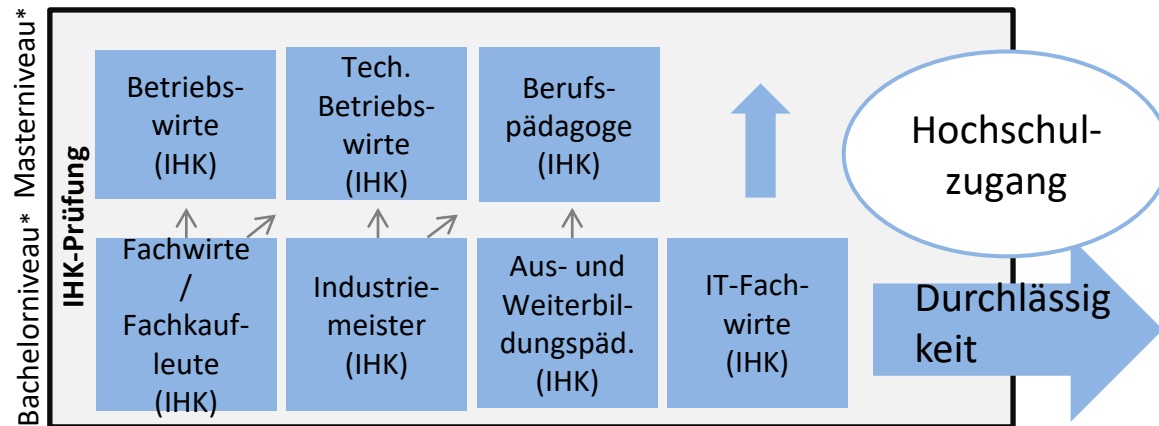 Masterniveau*
Bachelorniveau*
IHK-Prüfung
Betriebs-
wirte
(IHK)
Tech.
Betriebs-
wirte
(IHK)
Berufs-
pädagoge
(IHK)
Hochschul-
zugang
Fachwirte
/
Fachkauf-
leute
(IHK)
Industrie-
meister
(IHK)
Aus- und
Weiterbil-
dungspäd.
(IHK)
IT-Fach-
wirte
(IHK)
Durchlässig
keit